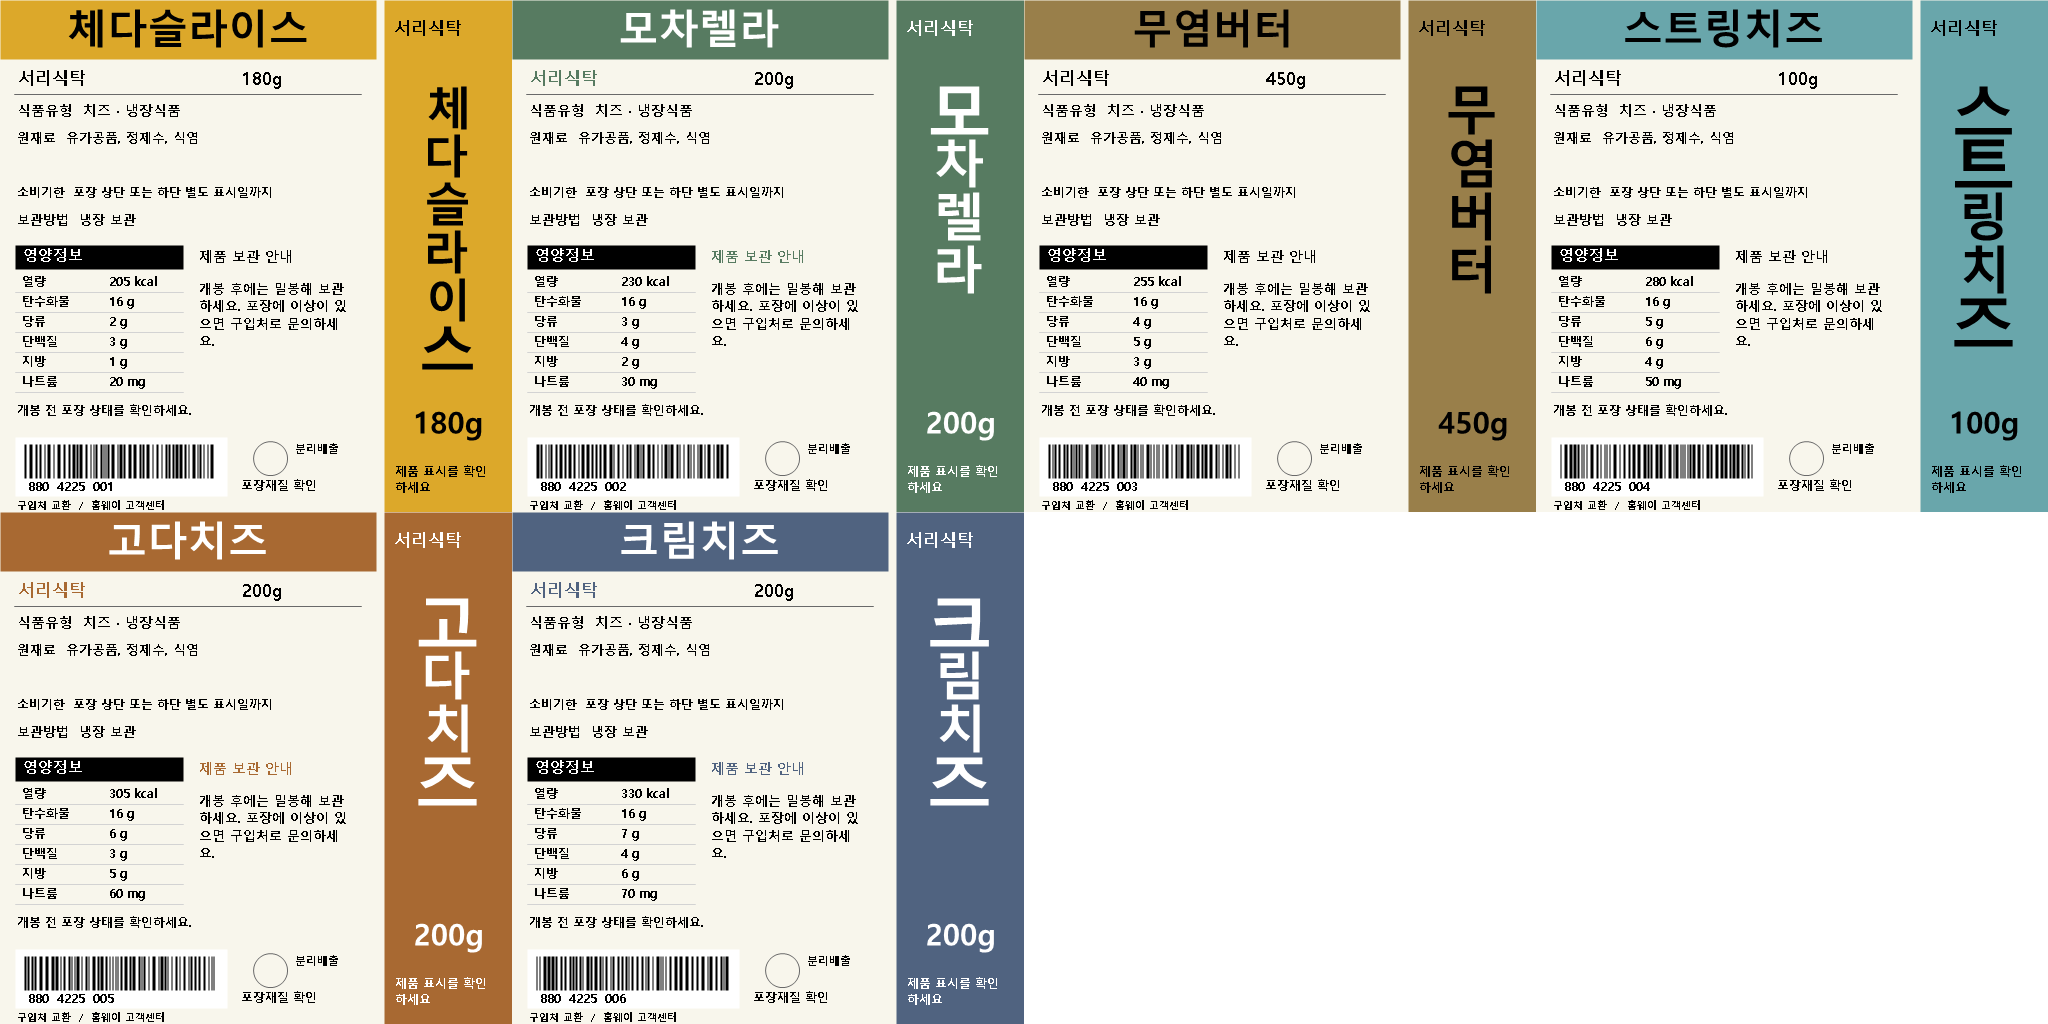 체다슬라이스
서리식탁
180g
식품유형 치즈 · 냉장식품
원재료 유가공품, 정제수, 식염
소비기한 포장 상단 또는 하단 별도 표시일까지
보관방법 냉장 보관
영양정보
열량 205 kcal
탄수화물 16 g
당류 2 g
단백질 3 g
지방 1 g
나트륨 20 mg
제품 보관 안내
개봉 후에는 밀봉해 보관
하세요. 포장에 이상이 있
으면 구입처로 문의하세
요.
개봉 전 포장 상태를 확인하세요.
880 4225 001
분리배출
포장재질 확인
구입처 교환 / 홈웨이 고객센터
서리식탁
체다슬라이스
180g
제품 표시를 확인
하세요
모차렐라
서리식탁
200g
식품유형 치즈 · 냉장식품
원재료 유가공품, 정제수, 식염
소비기한 포장 상단 또는 하단 별도 표시일까지
보관방법 냉장 보관
영양정보
열량 230 kcal
탄수화물 16 g
당류 3 g
단백질 4 g
지방 2 g
나트륨 30 mg
제품 보관 안내
개봉 후에는 밀봉해 보관
하세요. 포장에 이상이 있
으면 구입처로 문의하세
요.
개봉 전 포장 상태를 확인하세요.
880 4225 002
분리배출
포장재질 확인
구입처 교환 / 홈웨이 고객센터
서리식탁
모차렐라
200g
제품 표시를 확인
하세요
무염버터
서리식탁
450g
식품유형 치즈 · 냉장식품
원재료 유가공품, 정제수, 식염
소비기한 포장 상단 또는 하단 별도 표시일까지
보관방법 냉장 보관
영양정보
열량 255 kcal
탄수화물 16 g
당류 4 g
단백질 5 g
지방 3 g
나트륨 40 mg
제품 보관 안내
개봉 후에는 밀봉해 보관
하세요. 포장에 이상이 있
으면 구입처로 문의하세
요.
개봉 전 포장 상태를 확인하세요.
880 4225 003
분리배출
포장재질 확인
구입처 교환 / 홈웨이 고객센터
서리식탁
무염버터
450g
제품 표시를 확인
하세요
스트링치즈
서리식탁
100g
식품유형 치즈 · 냉장식품
원재료 유가공품, 정제수, 식염
소비기한 포장 상단 또는 하단 별도 표시일까지
보관방법 냉장 보관
영양정보
열량 280 kcal
탄수화물 16 g
당류 5 g
단백질 6 g
지방 4 g
나트륨 50 mg
제품 보관 안내
개봉 후에는 밀봉해 보관
하세요. 포장에 이상이 있
으면 구입처로 문의하세
요.
개봉 전 포장 상태를 확인하세요.
880 4225 004
분리배출
포장재질 확인
구입처 교환 / 홈웨이 고객센터
서리식탁
스트링치즈
100g
제품 표시를 확인
하세요
고다치즈
서리식탁
200g
식품유형 치즈 · 냉장식품
원재료 유가공품, 정제수, 식염
소비기한 포장 상단 또는 하단 별도 표시일까지
보관방법 냉장 보관
영양정보
열량 305 kcal
탄수화물 16 g
당류 6 g
단백질 3 g
지방 5 g
나트륨 60 mg
제품 보관 안내
개봉 후에는 밀봉해 보관
하세요. 포장에 이상이 있
으면 구입처로 문의하세
요.
개봉 전 포장 상태를 확인하세요.
880 4225 005
분리배출
포장재질 확인
구입처 교환 / 홈웨이 고객센터
서리식탁
고다치즈
200g
제품 표시를 확인
하세요
크림치즈
서리식탁
200g
식품유형 치즈 · 냉장식품
원재료 유가공품, 정제수, 식염
소비기한 포장 상단 또는 하단 별도 표시일까지
보관방법 냉장 보관
영양정보
열량 330 kcal
탄수화물 16 g
당류 7 g
단백질 4 g
지방 6 g
나트륨 70 mg
제품 보관 안내
개봉 후에는 밀봉해 보관
하세요. 포장에 이상이 있
으면 구입처로 문의하세
요.
개봉 전 포장 상태를 확인하세요.
880 4225 006
분리배출
포장재질 확인
구입처 교환 / 홈웨이 고객센터
서리식탁
크림치즈
200g
제품 표시를 확인
하세요